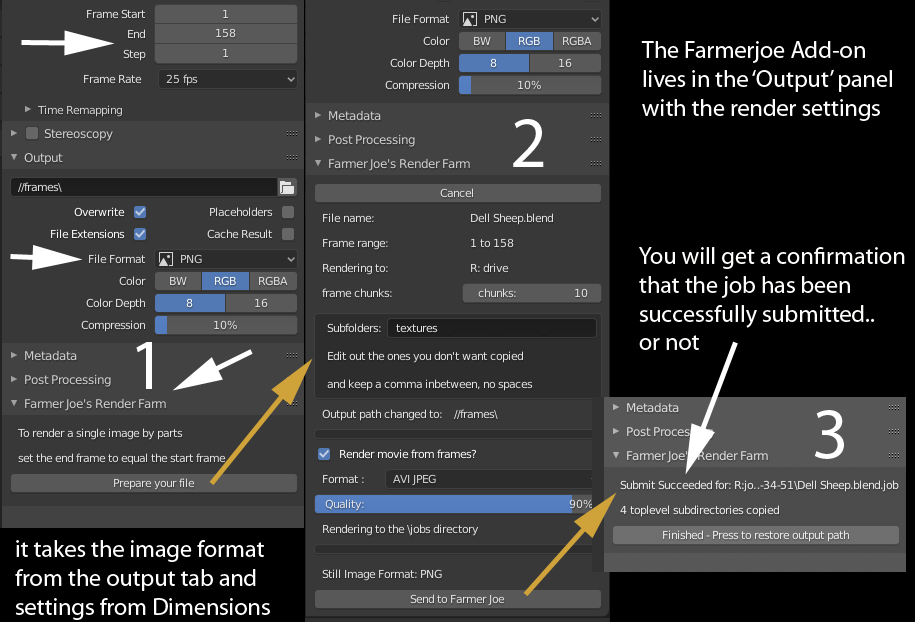 Frame Start 1
End 158
Step 1
Frame Rate 25 fps
Time Remapping
Stereoscopy
Output
//frames\
Overwrite Placeholders
File Extensions Cache Result
File Format PNG
Color BW RGB RGBA
Color Depth 8 16
Compression 10%
Metadata
Post Processing
Farmer Joe's Render Farm
1
To render a single image by parts
set the end frame to equal the start frame
Prepare your file
it takes the image format
from the output tab and
settings from Dimensions
File Format PNG
Color BW RGB RGBA
Color Depth 8 16
Compression 10%
Metadata
Post Processing
Farmer Joe's Render Farm
2
Cancel
File name: Dell Sheep.blend
Frame range: 1 to 158
Rendering to: R: drive
frame chunks: chunks: 10
Subfolders: textures
Edit out the ones you don't want copied
and keep a comma inbetween, no spaces
Output path changed to: //frames\
Render movie from frames?
Format : AVI JPEG
Quality: 90%
Rendering to the \jobs directory
Still Image Format: PNG
Send to Farmer Joe
The Farmerjoe Add-on
lives in the 'Output' panel
with the render settings
You will get a confirmation
that the job has been
successfully submitted..
or not
Metadata
Post Proces
Farmer Joe's Render Farm
3
Submit Succeeded for: R:jo..-34-51\Dell Sheep.blend.job
4 toplevel subdirectories copied
Finished - Press to restore output path